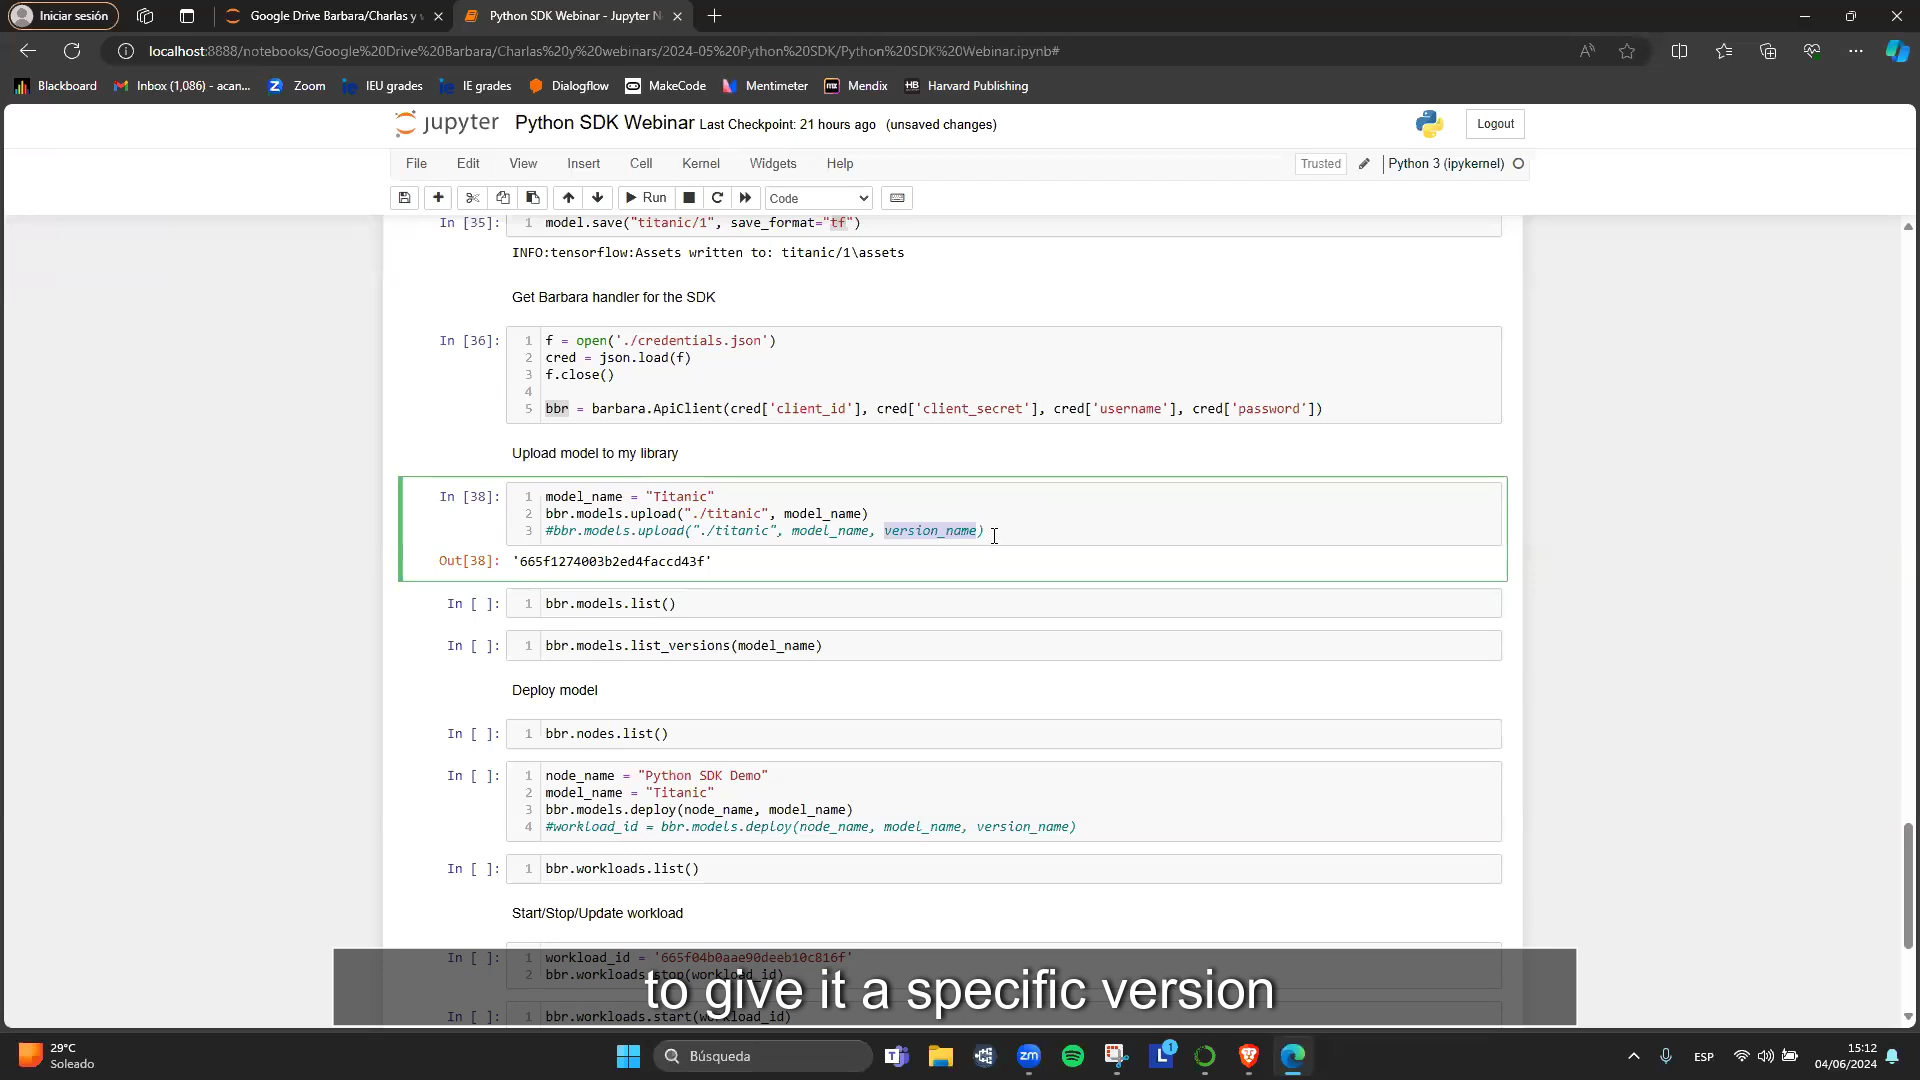 Iniciar sesión
Google Drive Barbara/Charlas y
Python SDK Webinar - Jupyter N
localhost:8888/notebooks/Google%20Drive%20Barbara/Charlas%20y%20webinars/2024-05%20Python%20SDK/Python%20SDK%20Webinar.ipynb#
Blackboard
Inbox (1,086) - acan...
Zoom
IEU grades
IE grades
Dialogflow
MakeCode
Mentimeter
Mendix
Harvard Publishing
jupyter Python SDK Webinar Last Checkpoint: 21 hours ago (unsaved changes)
Logout
File Edit View Insert Cell Kernel Widgets Help
Trusted
Python 3 (ipykernel)
Run
Code
In [35]: 1 model.save("titanic/1", save_format="tf")
INFO:tensorflow:Assets written to: titanic/1\assets
Get Barbara handler for the SDK
In [36]: 1 f = open('./credentials.json')
2 cred = json.load(f)
3 f.close()
4
5 bbr = barbara.ApiClient(cred['client_id'], cred['client_secret'], cred['username'], cred['password'])
Upload model to my library
In [38]: 1 model_name = "Titanic"
2 bbr.models.upload("./titanic", model_name)
3 #bbr.models.upload("./titanic", model_name, version_name)
Out[38]: '665f1274003b2ed4faccd43f'
In [ ]: 1 bbr.models.list()
In [ ]: 1 bbr.models.list_versions(model_name)
Deploy model
In [ ]: 1 bbr.nodes.list()
In [ ]: 1 node_name = "Python SDK Demo"
2 model_name = "Titanic"
3 bbr.models.deploy(node_name, model_name)
4 #workload_id = bbr.models.deploy(node_name, model_name, version_name)
In [ ]: 1 bbr.workloads.list()
Start/Stop/Update workload
In [ ]: 1 workload_id = '665f04b0aae90deeb10c816f'
2 bbr.workloads.stop(workload_id)
to give it a specific version
In [ ]: 1 bbr.workloads.start(workload_id)
29°C
Soleado
Búsqueda
zm
L
1
ESP
15:12
04/06/2024